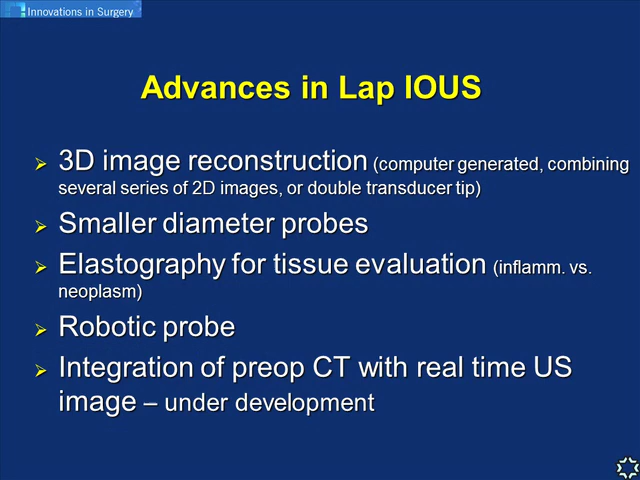 Innovations in Surgery
Advances in Lap IOUS
➢ 3D image reconstruction (computer generated, combining
several series of 2D images, or double transducer tip)
➢ Smaller diameter probes
➢ Elastography for tissue evaluation (inflamm. vs.
neoplasm)
➢ Robotic probe
➢ Integration of preop CT with real time US
image – under development